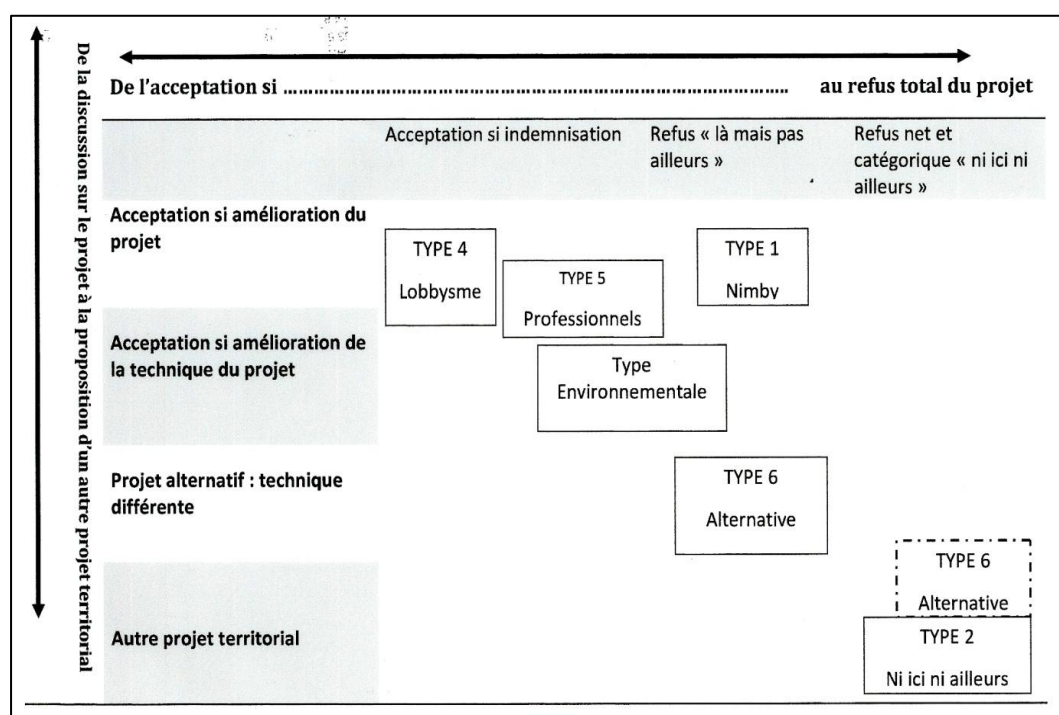 De la discussion sur le projet à la proposition d'un autre projet territorial
De l'acceptation si ........................................................................................ au refus total du projet
Acceptation si indemnisation
Refus « là mais pas
ailleurs »
Refus net et
catégorique « ni ici ni
ailleurs »
Acceptation si amélioration du
projet
TYPE 4
Lobbysme
TYPE 5
Professionnels
TYPE 1
Nimby
Acceptation si amélioration de
la technique du projet
Type
Environnementale
Projet alternatif : technique
différente
TYPE 6
Alternative
TYPE 6
Alternative
Autre projet territorial
TYPE 2
Ni ici ni ailleurs